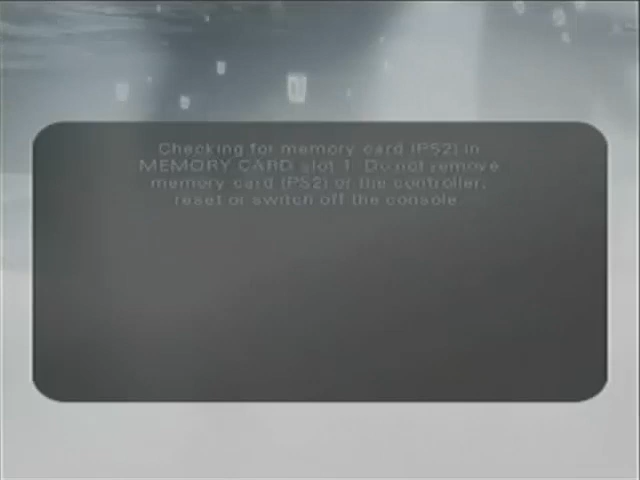 Checking for memory card (PS2) in
MEMORY CARD slot 1. Do not remove
memory card (PS2) or the controller,
reset or switch off the console.